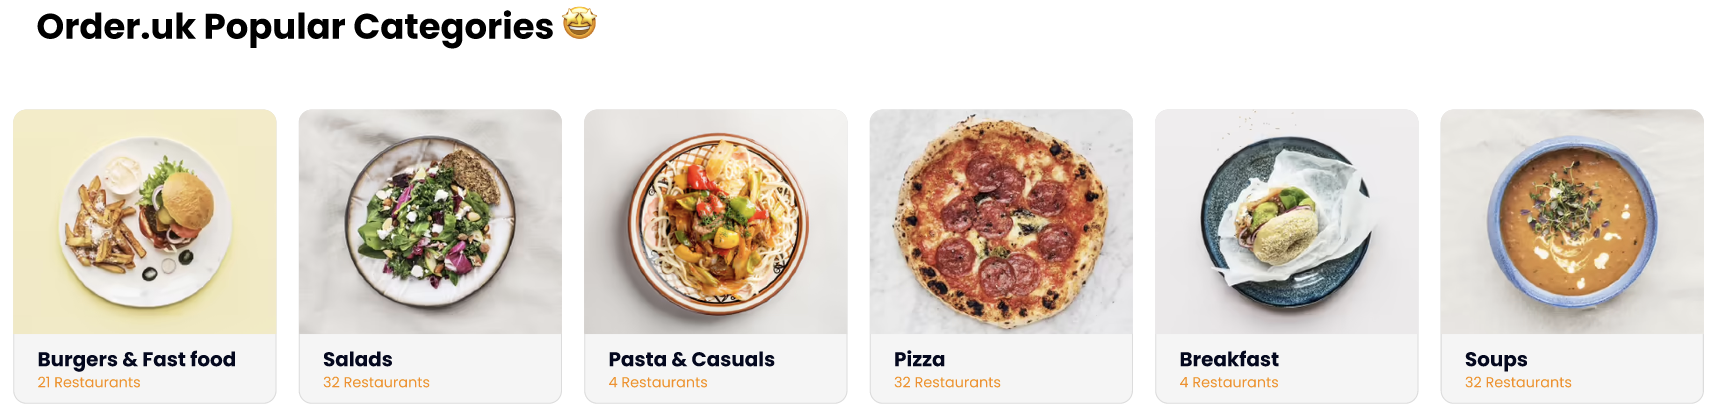 Order.uk Popular Categories 🤩
Burgers & Fast food
21 Restaurants
Salads
32 Restaurants
Pasta & Casuals
4 Restaurants
Pizza
32 Restaurants
Breakfast
4 Restaurants
Soups
32 Restaurants